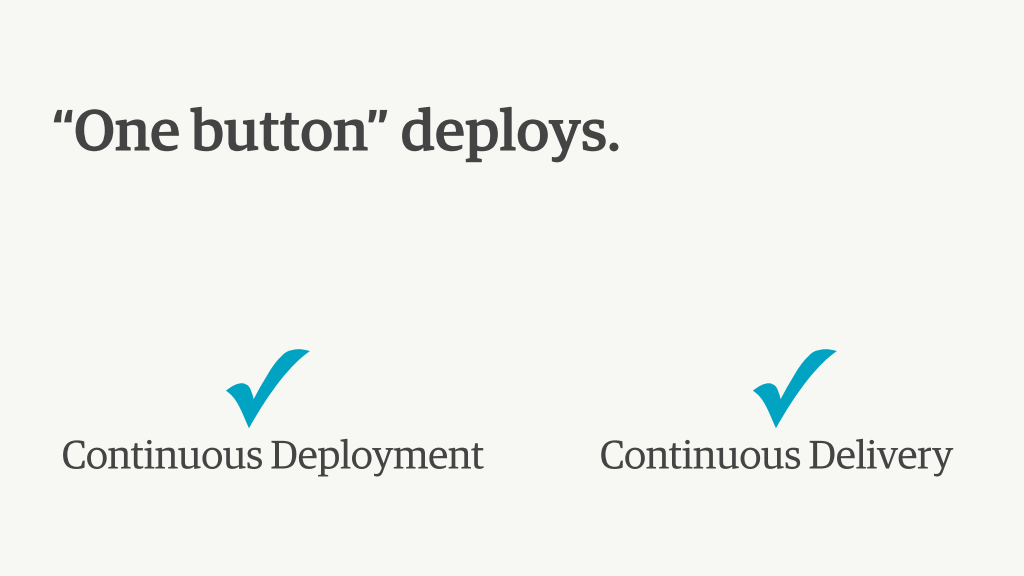 “One button” deploys.
Continuous Deployment
Continuous Delivery